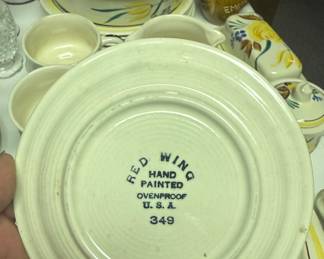 RED WING
HAND
PAINTED
OVENPROOF
U. S. A.
349